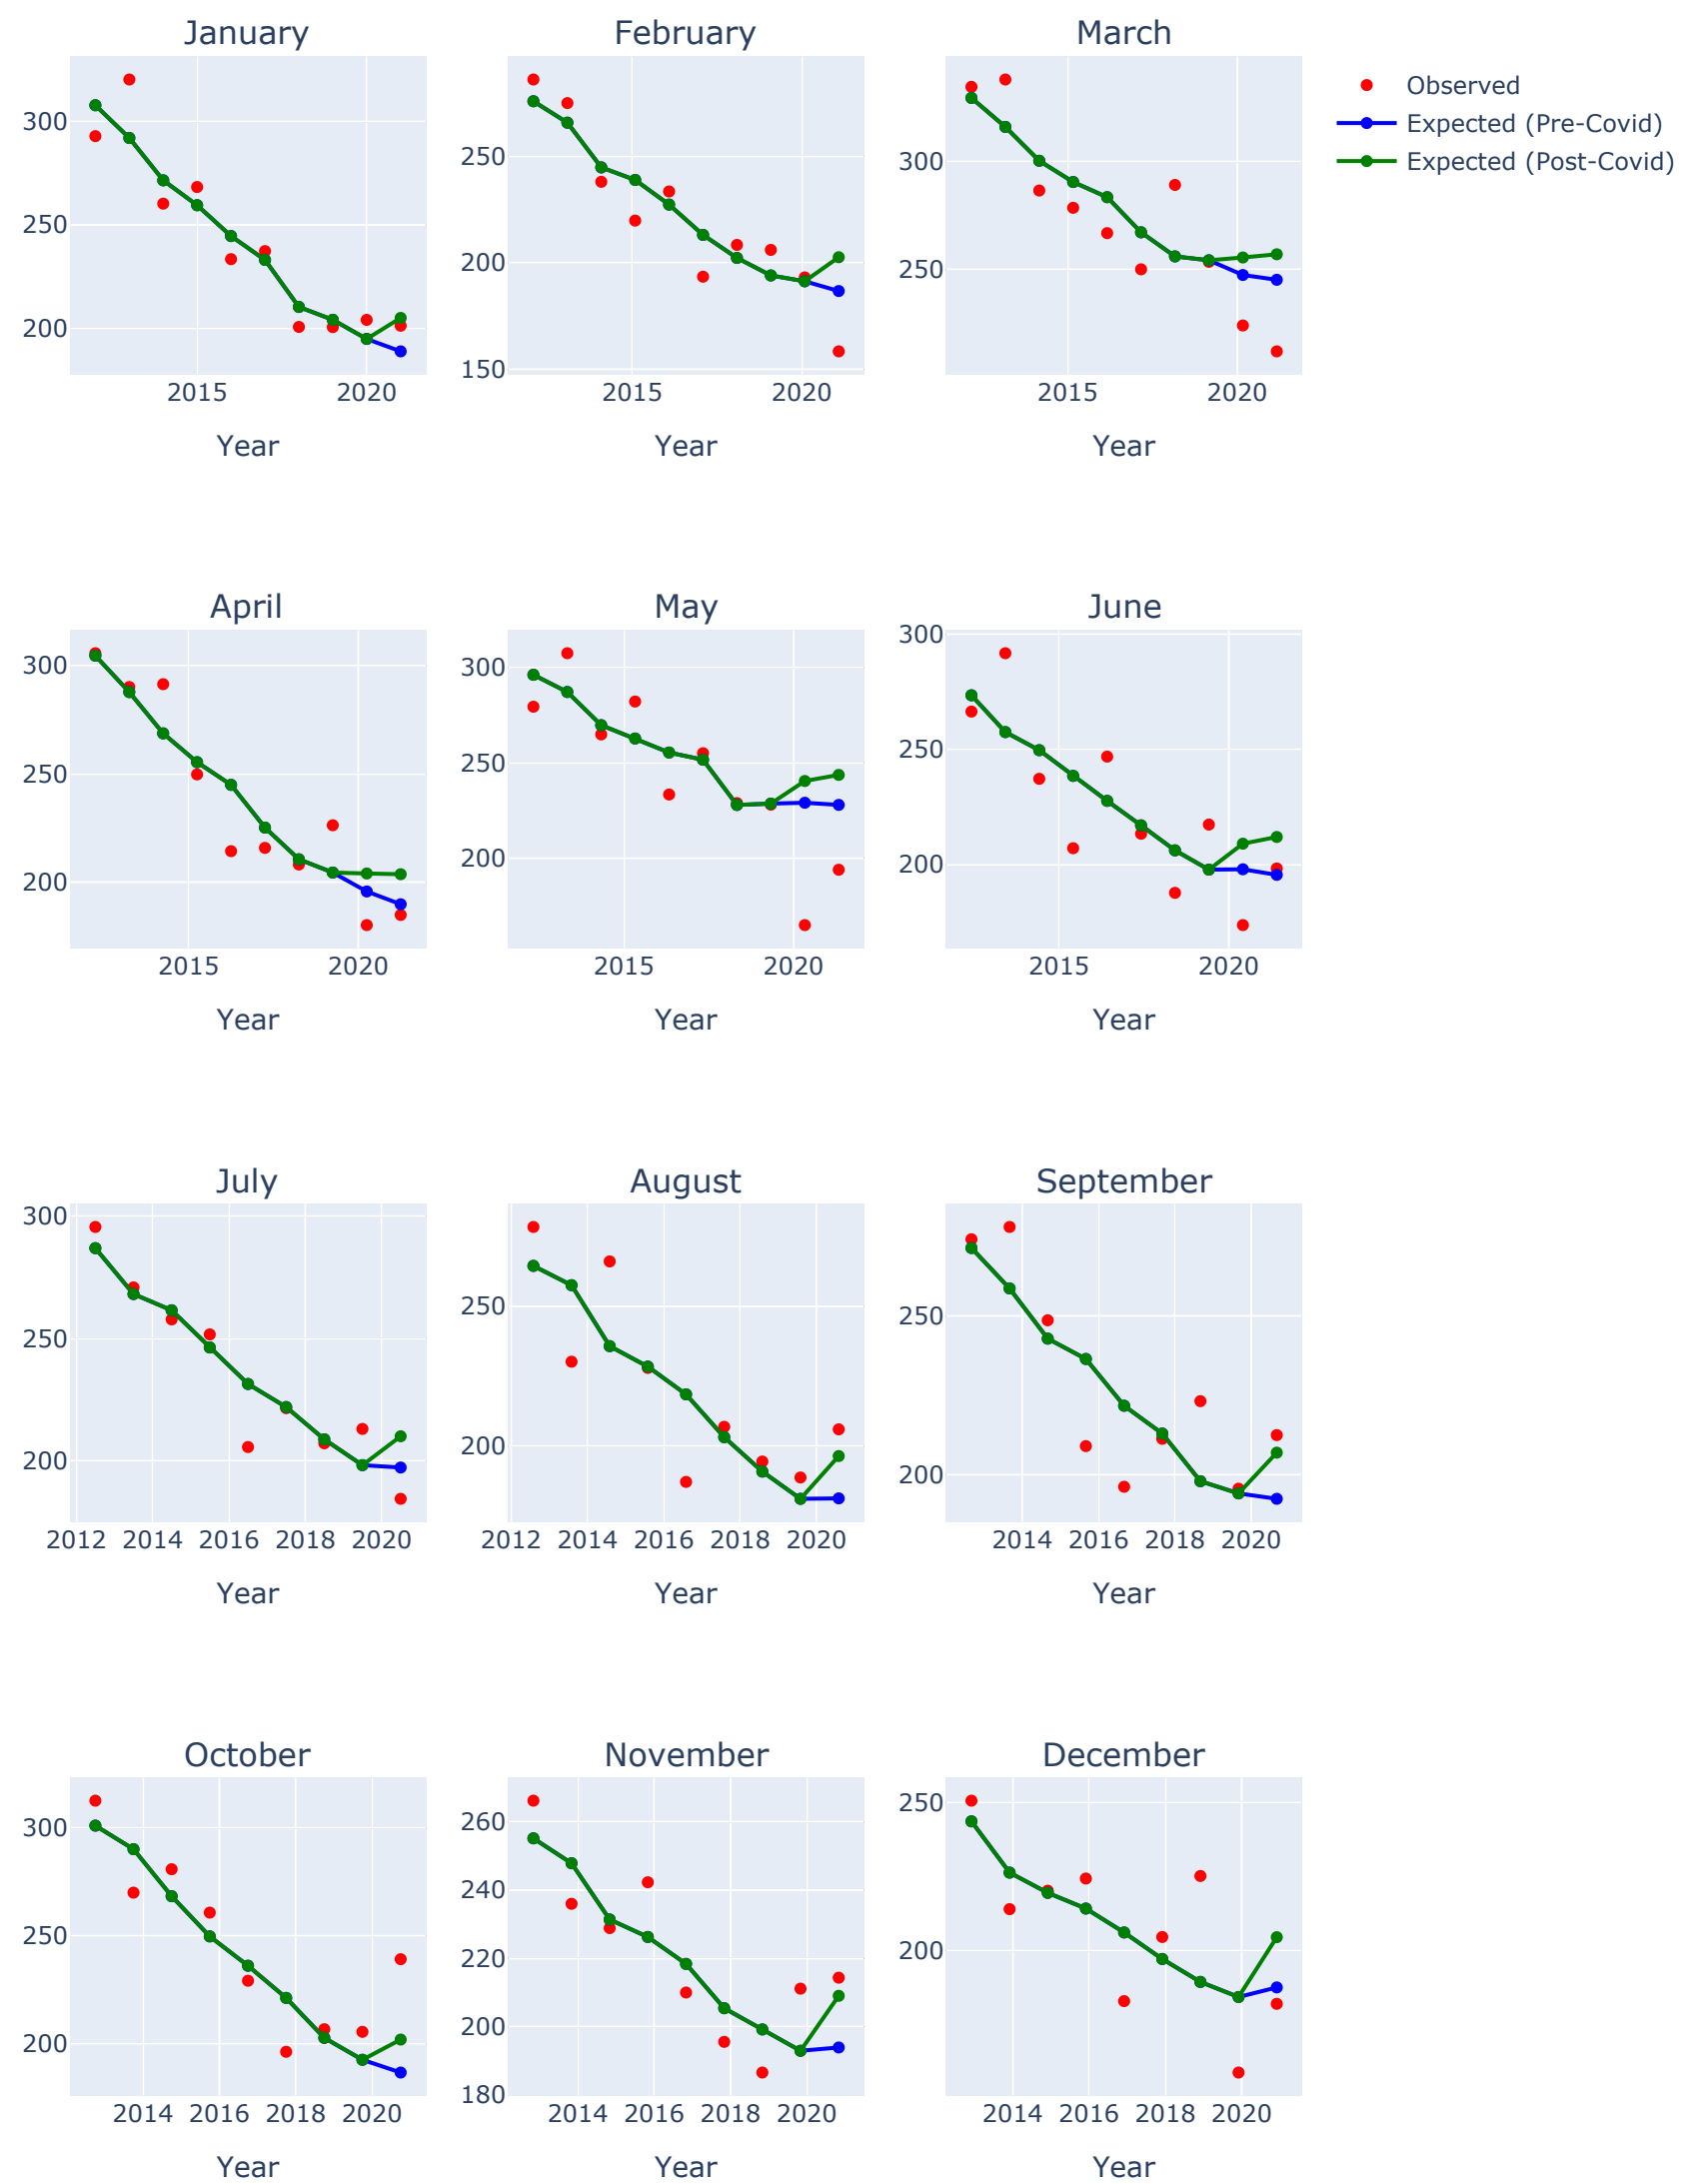 January
February
March
Observed
Expected (Pre-Covid)
Expected (Post-Covid)
300
250
200
250
200
150
300
250
2015 2020
2015 2020
2015 2020
Year
Year
Year
April
May
June
300
250
200
300
250
200
300
250
200
2015 2020
2015 2020
2015 2020
Year
Year
Year
July
August
September
300
250
200
250
200
250
200
2012 2014 2016 2018 2020
2012 2014 2016 2018 2020
2014 2016 2018 2020
Year
Year
Year
October
November
December
300
250
200
260
240
220
200
180
250
200
2014 2016 2018 2020
2014 2016 2018 2020
2014 2016 2018 2020
Year
Year
Year